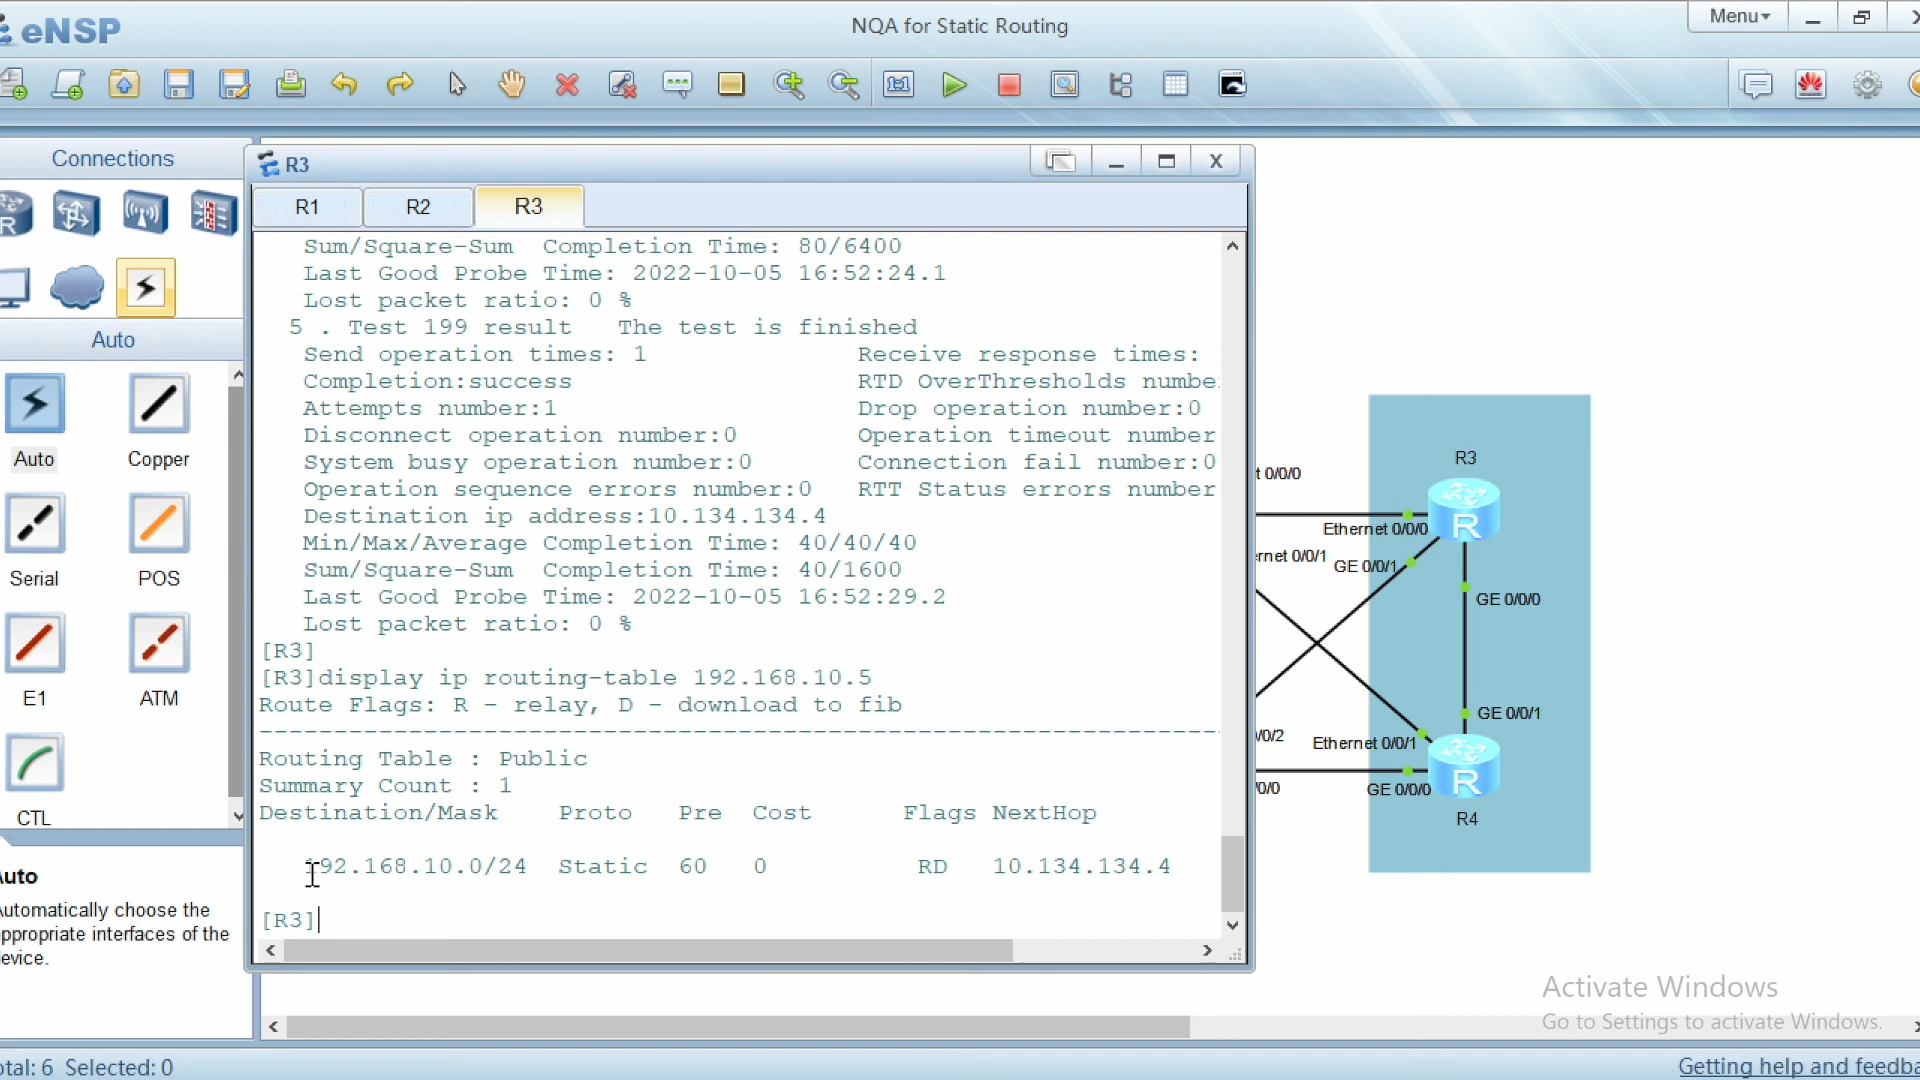 eNSP
NQA for Static Routing
Menu
Connections
R3
R1
R2
R3
Sum/Square-Sum Completion Time: 80/6400
Last Good Probe Time: 2022-10-05 16:52:24.1
Lost packet ratio: 0 %
5 . Test 199 result The test is finished
Send operation times: 1 Receive response times:
Completion:success RTD OverThresholds numbe
Attempts number:1 Drop operation number:0
Disconnect operation number:0 Operation timeout number
System busy operation number:0 Connection fail number:0
Operation sequence errors number:0 RTT Status errors number
Destination ip address:10.134.134.4
Min/Max/Average Completion Time: 40/40/40
Sum/Square-Sum Completion Time: 40/1600
Last Good Probe Time: 2022-10-05 16:52:29.2
Lost packet ratio: 0 %
[R3]
[R3]display ip routing-table 192.168.10.5
Route Flags: R - relay, D - download to fib
------------------------------------------------------------------------------
Routing Table : Public
Summary Count : 1
Destination/Mask Proto Pre Cost Flags NextHop
192.168.10.0/24 Static 60 0 RD 10.134.134.4
[R3]
Auto
Auto
Copper
Serial
POS
E1
ATM
CTL
uto
utomatically choose the
ppropriate interfaces of the
evice.
t 0/0/0
R3
R
Ethernet 0/0/0
rnet 0/0/1
GE 0/0/1
GE 0/0/0
GE 0/0/1
/0/2
Ethernet 0/0/1
/0/0
GE 0/0/0
R
R4
Activate Windows
Go to Settings to activate Windows.
otal: 6 Selected: 0
Getting help and feedba